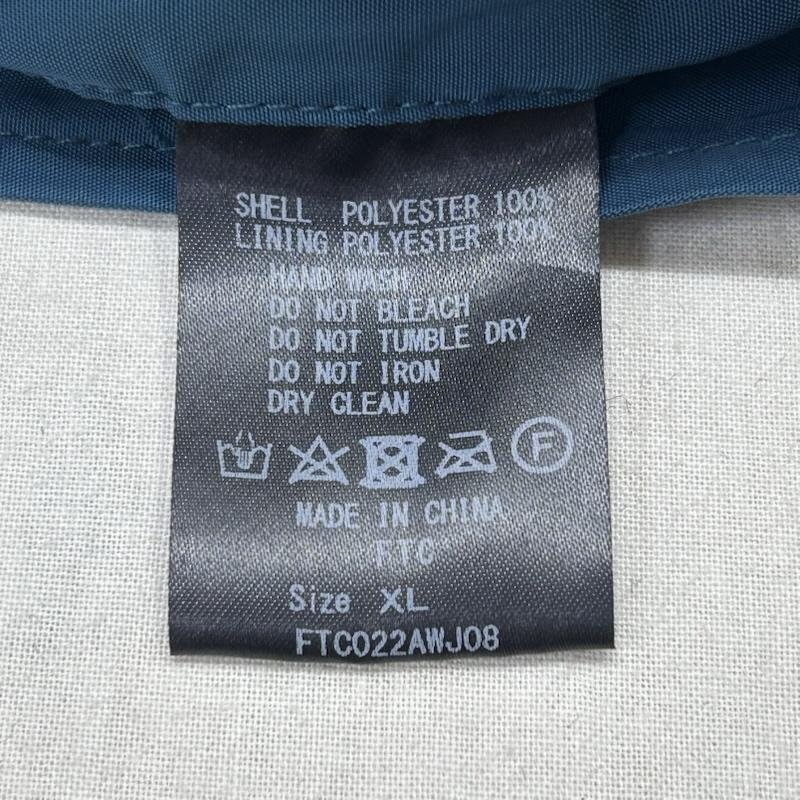 SHELL POLYESTER 100%
LINING POLYESTER 100%
HAND WASH
DO NOT BLEACH
DO NOT TUMBLE DRY
DO NOT IRON
DRY CLEAN
F
MADE IN CHINA
FTC
Size XL
FTC022AWJ08